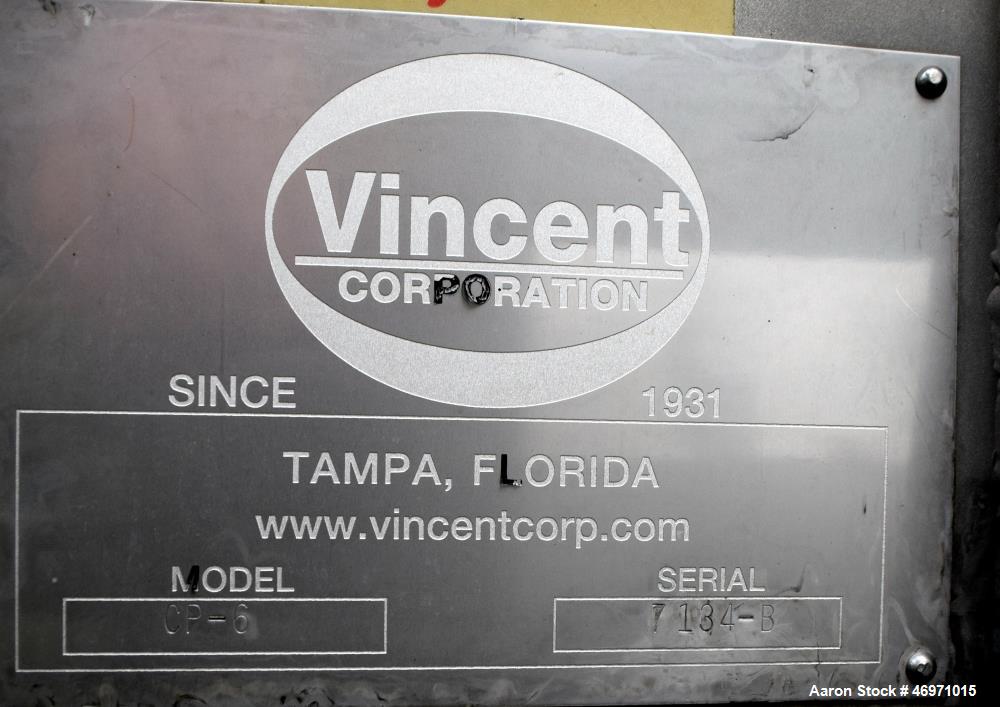 Vincent
CORPORATION
SINCE 1931
TAMPA, FLORIDA
www.vincentcorp.com
MODEL SERIAL
CP-6 7134-B
Aaron Stock # 46971015